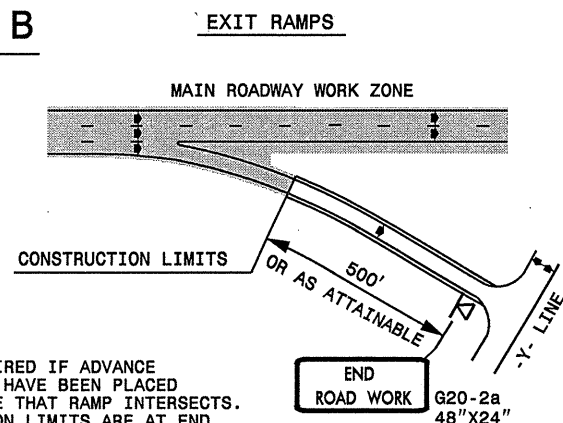 B
EXIT RAMPS
MAIN ROADWAY WORK ZONE
CONSTRUCTION LIMITS
500'
OR AS ATTAINABLE
-Y- LINE
END
ROAD WORK
G20-2a
48"X24"
IRED IF ADVANCE
HAVE BEEN PLACED
E THAT RAMP INTERSECTS.
ON LIMITS ARE AT END